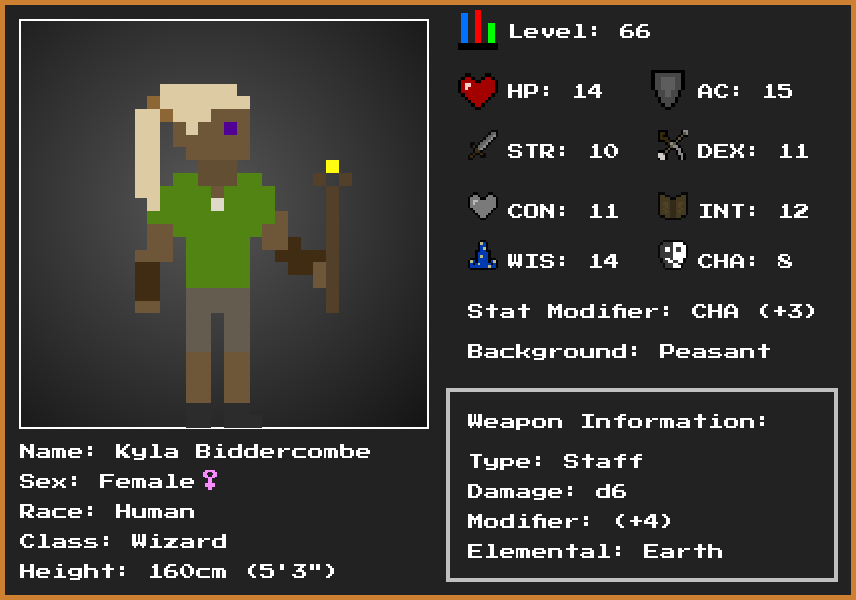 Level: 66
HP: 14 AC: 15
STR: 10 DEX: 11
CON: 11 INT: 12
WIS: 14 CHA: 8
Stat Modifier: CHA (+3)
Background: Peasant
Weapon Information:
Type: Staff
Damage: d6
Modifier: (+4)
Elemental: Earth
Name: Kyla Biddercombe
Sex: Female♀
Race: Human
Class: Wizard
Height: 160cm (5'3")